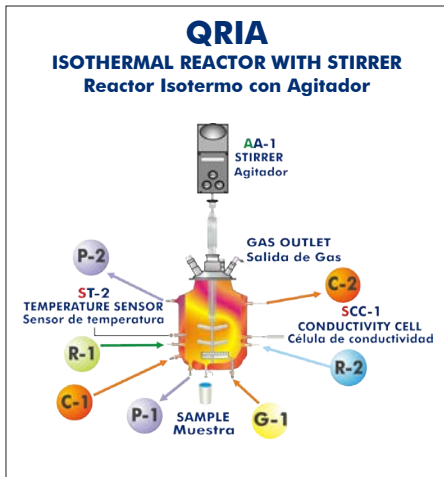 QRIA
ISOTHERMAL REACTOR WITH STIRRER
Reactor Isotermo con Agitador
AA-1
STIRRER
Agitador
P-2
GAS OUTLET
Salida de Gas
C-2
ST-2
TEMPERATURE SENSOR
Sensor de temperatura
SCC-1
CONDUCTIVITY CELL
Célula de conductividad
R-1
R-2
C-1
P-1
SAMPLE
Muestra
G-1